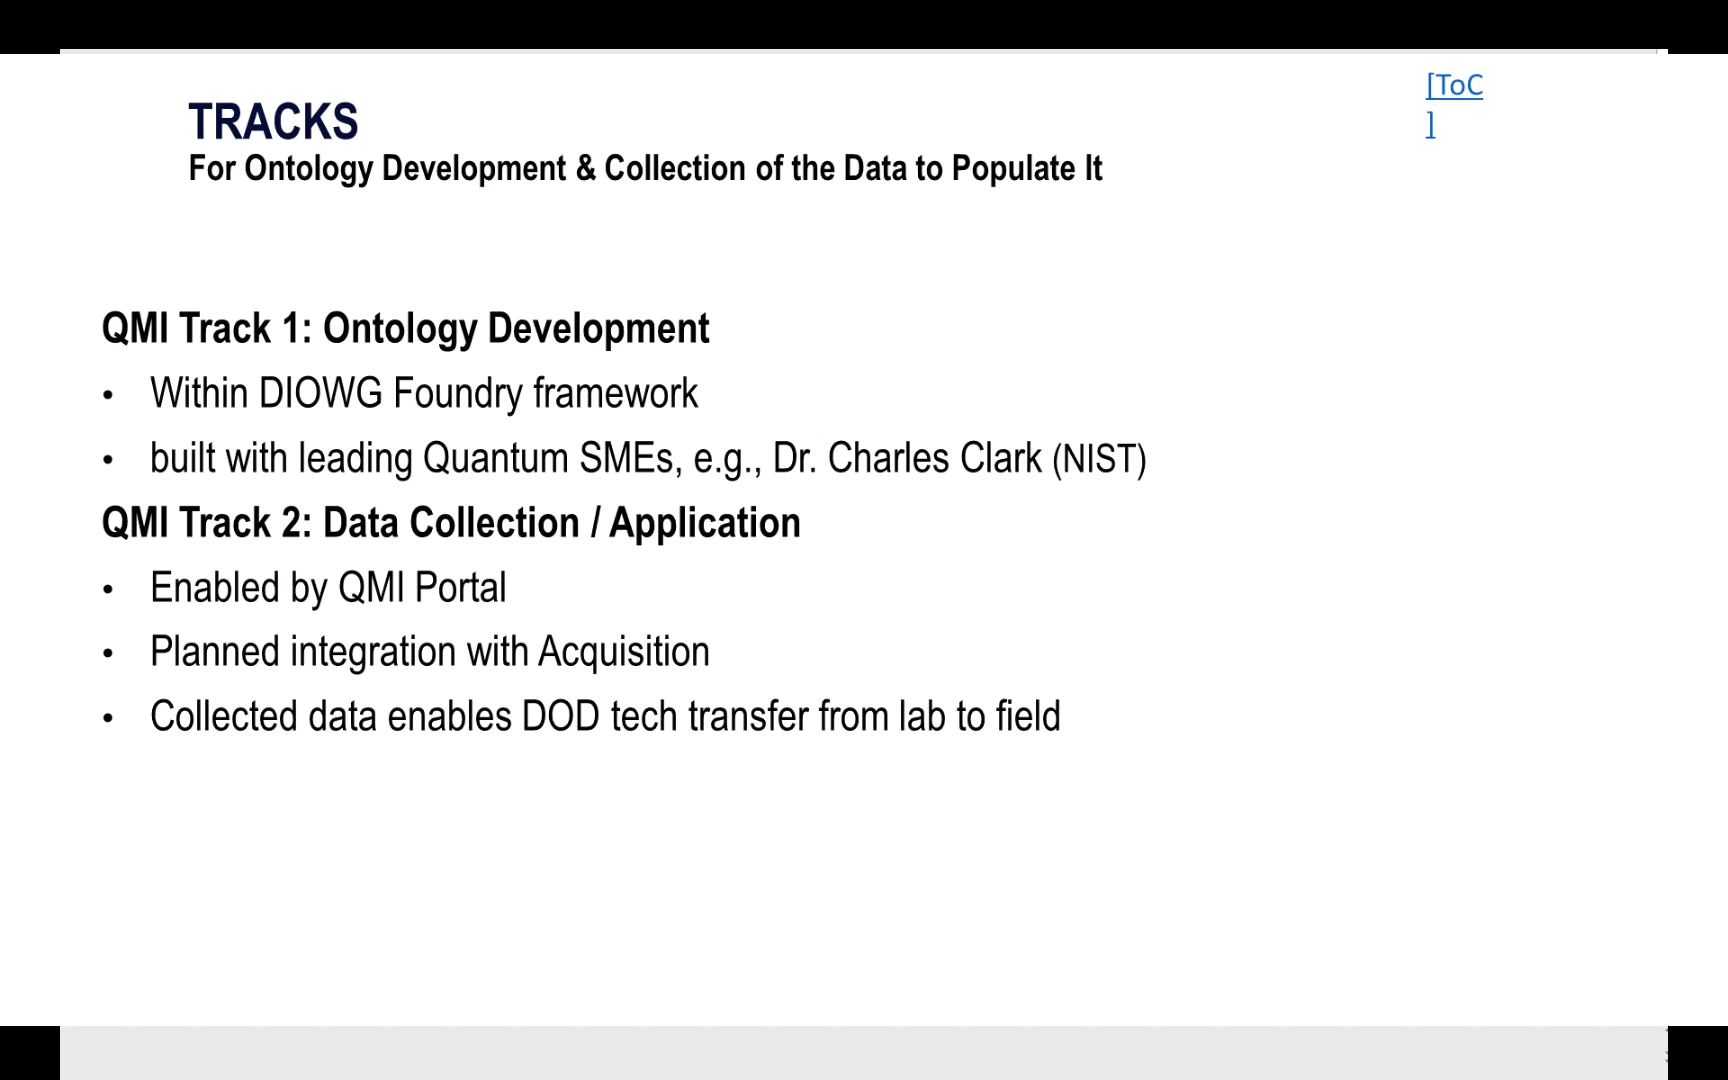 [ToC
]
TRACKS
For Ontology Development & Collection of the Data to Populate It
QMI Track 1: Ontology Development
• Within DIOWG Foundry framework
• built with leading Quantum SMEs, e.g., Dr. Charles Clark (NIST)
QMI Track 2: Data Collection / Application
• Enabled by QMI Portal
• Planned integration with Acquisition
• Collected data enables DOD tech transfer from lab to field